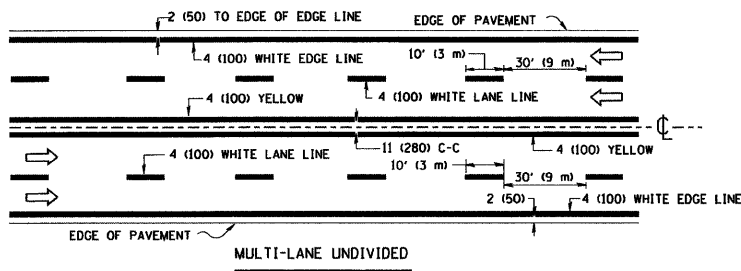 2 (50) TO EDGE OF EDGE LINE
EDGE OF PAVEMENT
4 (100) WHITE EDGE LINE
10' (3 m)
30' (9 m)
4 (100) YELLOW
4 (100) WHITE LANE LINE
℄
4 (100) WHITE LANE LINE
11 (280) C-C
4 (100) YELLOW
10' (3 m)
30' (9 m)
2 (50)
4 (100) WHITE EDGE LINE
EDGE OF PAVEMENT
MULTI-LANE UNDIVIDED